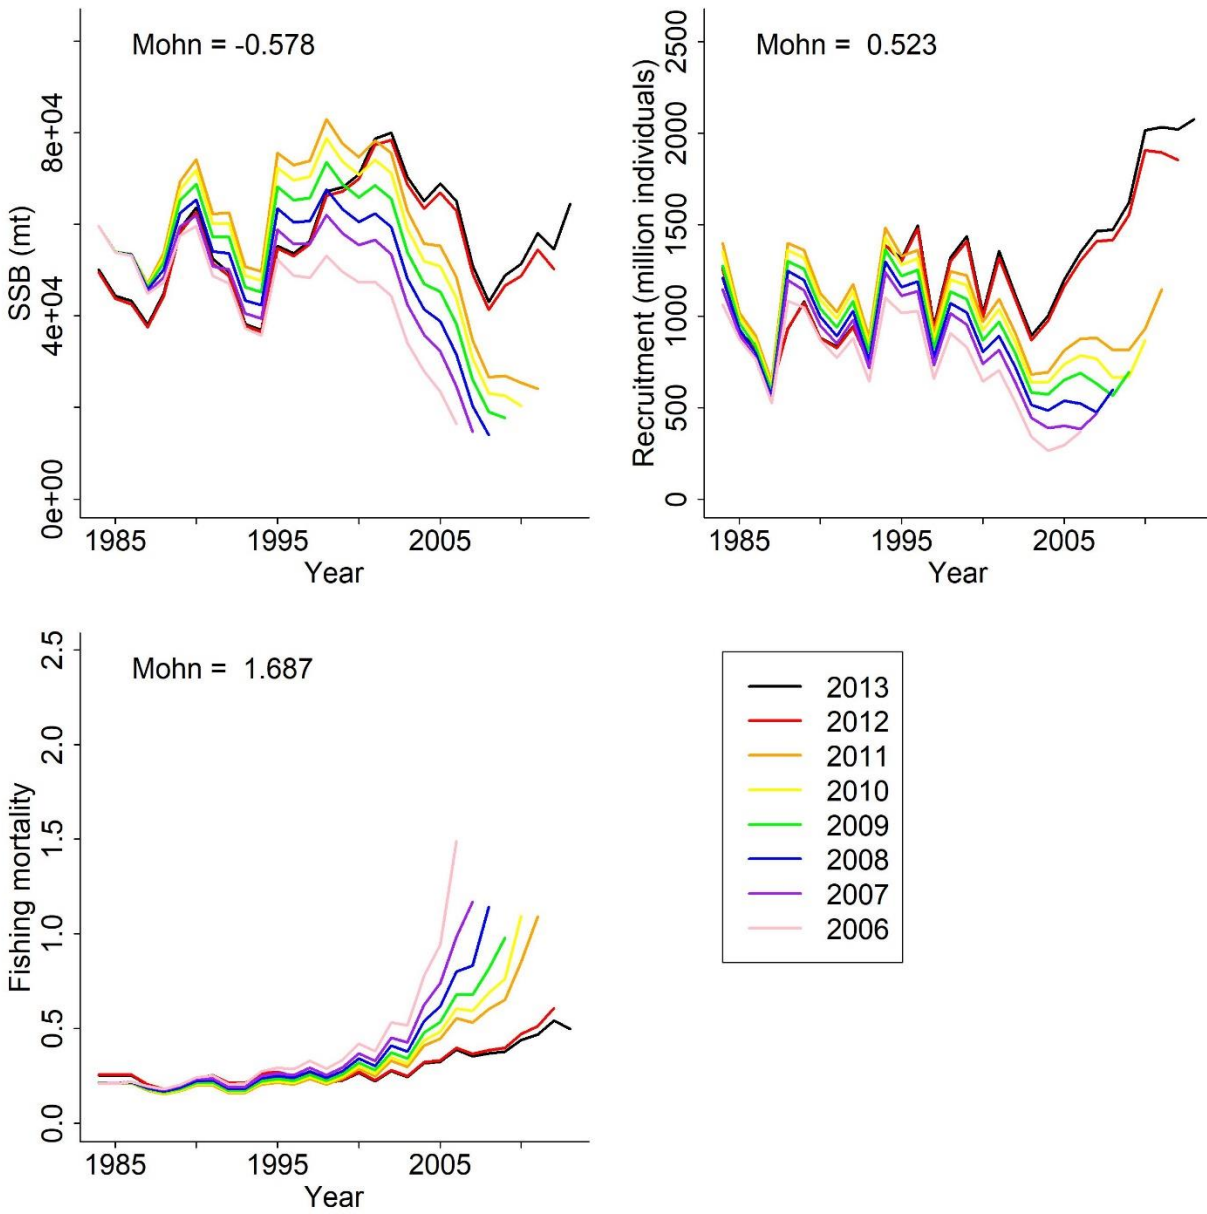 Mohn = -0.578
SSB (mt)
0e+00 4e+04 8e+04
1985 1995 2005
Year
Mohn = 0.523
Recruitment (million individuals)
0 500 1000 1500 2000 2500
1985 1995 2005
Year
Mohn = 1.687
Fishing mortality
0.0 0.5 1.0 1.5 2.0 2.5
1985 1995 2005
Year
2013
2012
2011
2010
2009
2008
2007
2006